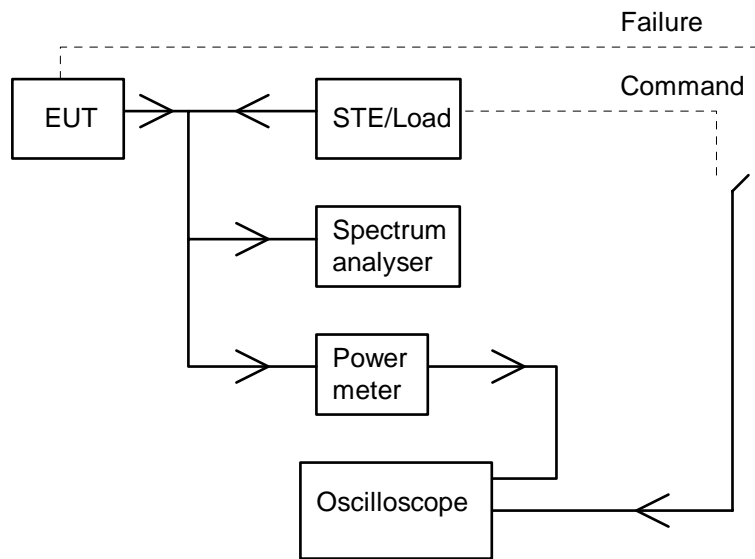 Failure
Command
EUT
STE/Load
Spectrum
analyser
Power
meter
Oscilloscope